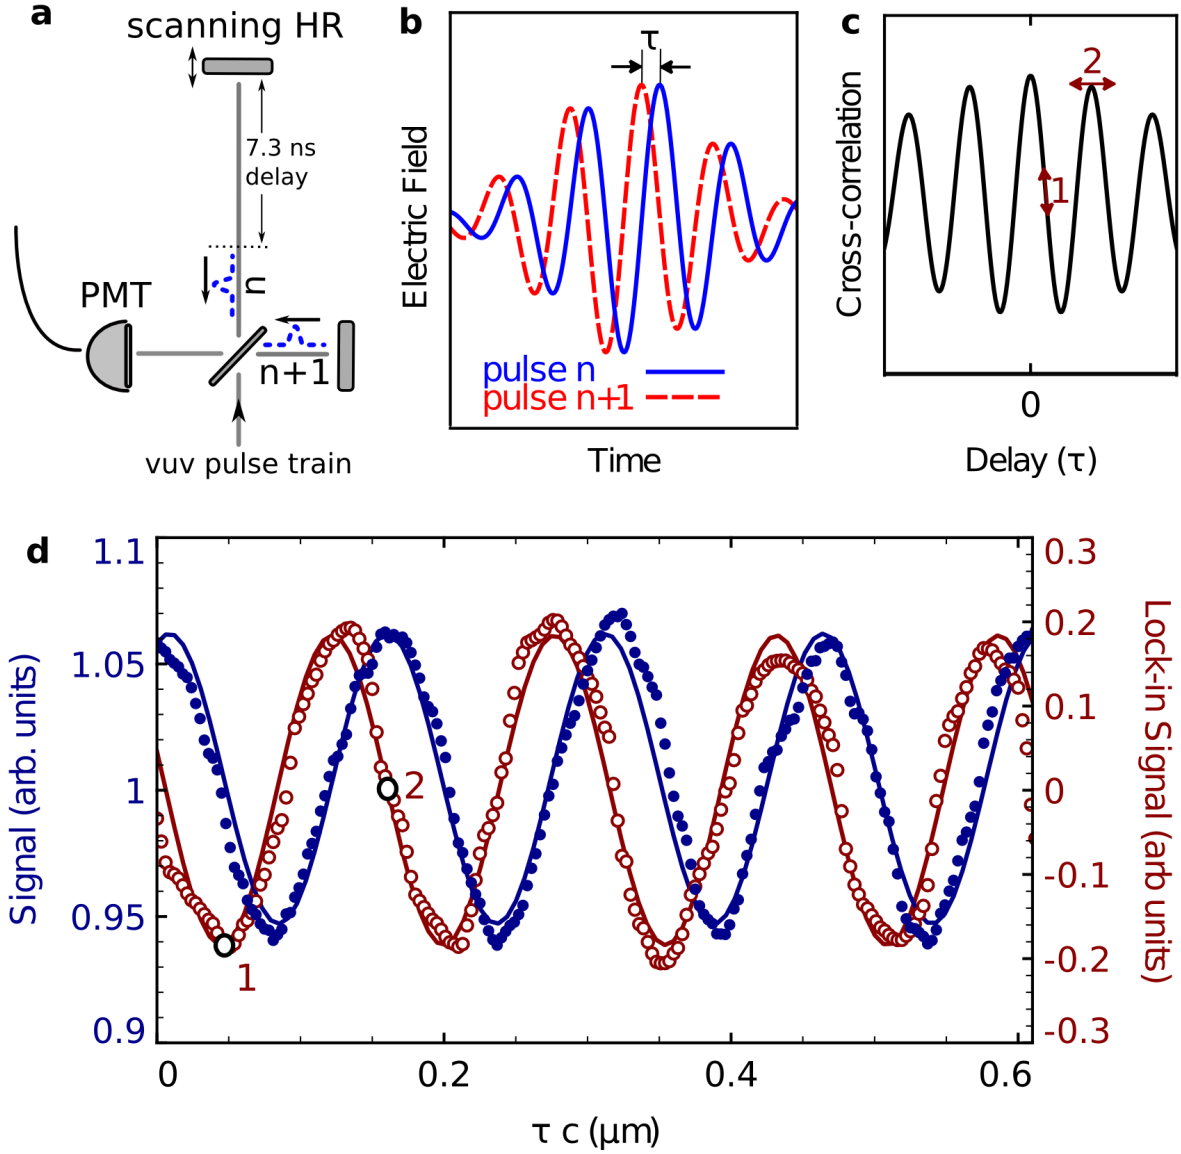 a
scanning HR
7.3 ns
delay
n
PMT
n+1
vuv pulse train
b
τ
Electric Field
pulse n
pulse n+1
Time
c
2
1
Cross-correlation
0
Delay (τ)
d
1.1
1.05
1
0.95
0.9
Signal (arb. units)
0.3
0.2
0.1
0
-0.1
-0.2
-0.3
Lock-in Signal (arb units)
2
1
0 0.2 0.4 0.6
τ c (μm)